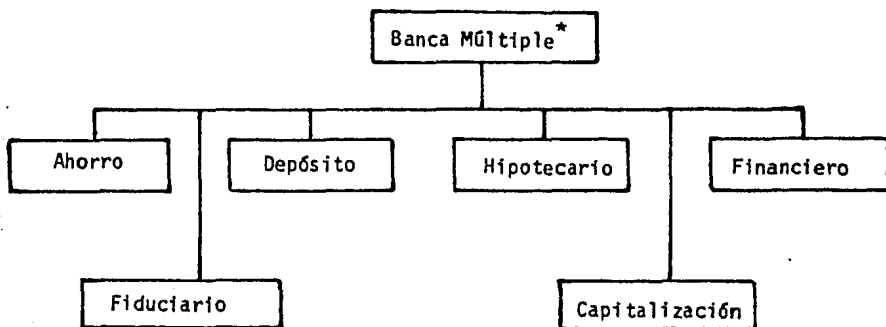 Banca Múltiple*
Ahorro
Depósito
Hipotecario
Financiero
Fiduciario
Capitalización